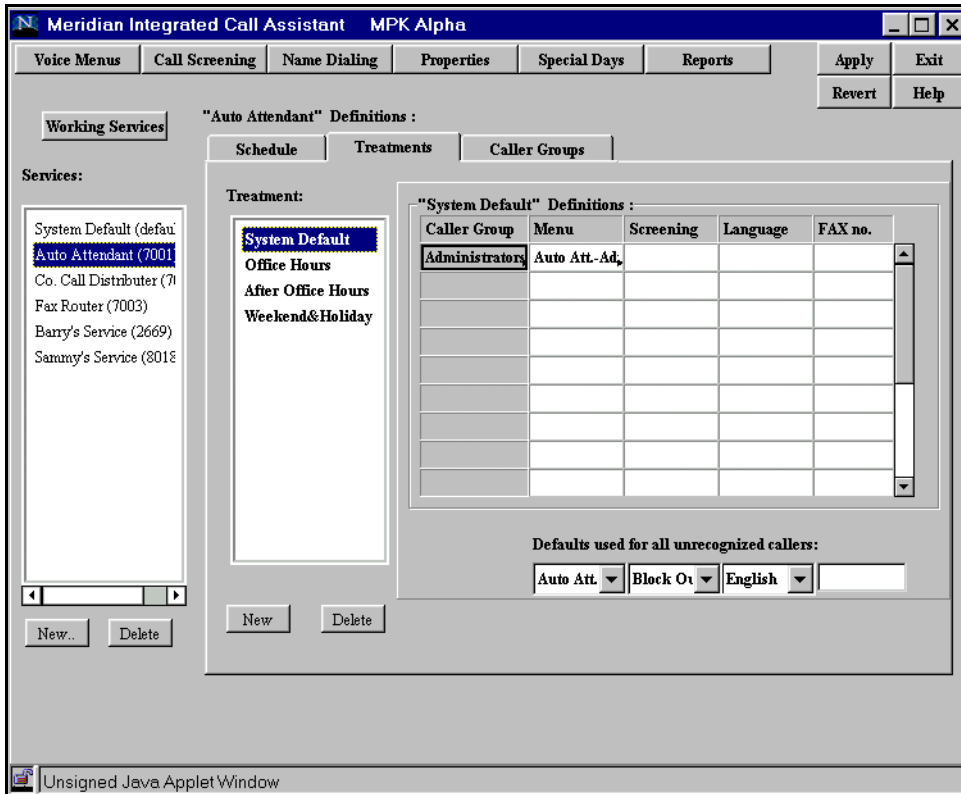 N Meridian Integrated Call Assistant MPK Alpha
Voice Menus Call Screening Name Dialing Properties Special Days Reports Apply Exit
Revert Help
Working Services
"Auto Attendant" Definitions :
Schedule Treatments Caller Groups
Services:
System Default (defau
Auto Attendant (7001
Co. Call Distributer (7
Fax Router (7003)
Barry's Service (2669)
Sammy's Service (8018
New.. Delete
Treatment:
System Default
Office Hours
After Office Hours
Weekend&Holiday
New Delete
"System Default" Definitions :
Caller Group Menu Screening Language FAX no.
Administrators Auto Att.-Ad
Defaults used for all unrecognized callers:
Auto Att. Block Ou English
Unsigned Java Applet Window